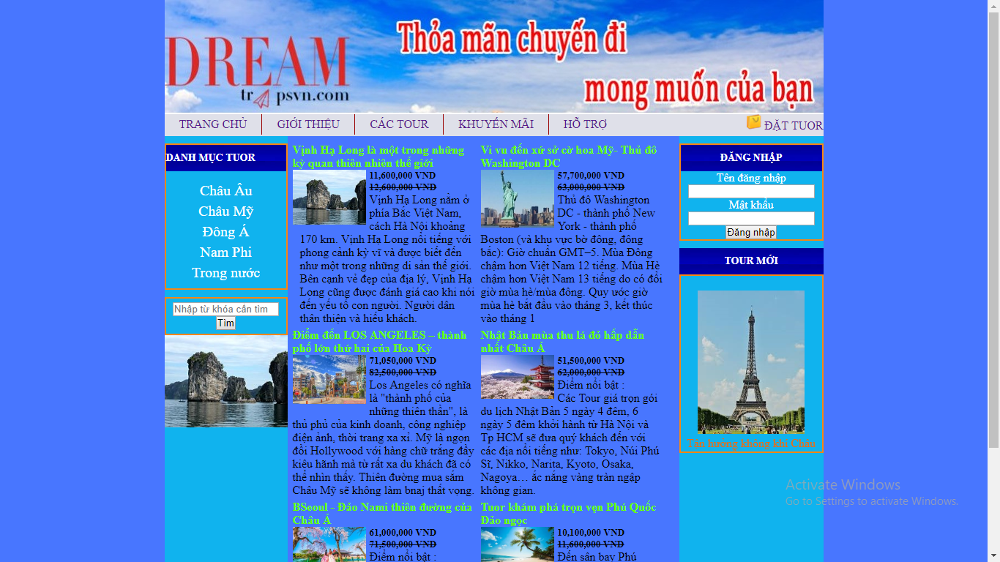 Thỏa mãn chuyến đi
mong muốn của bạn
DREAM
tr psvn.com
TRANG CHỦ
GIỚI THIỆU
CÁC TOUR
KHUYẾN MÃI
HỖ TRỢ
ĐẶT TUOR
DANH MỤC TUOR
Châu Âu
Châu Mỹ
Đông Á
Nam Phi
Trong nước
Nhập từ khóa cần tìm
Tìm
Vịnh Hạ Long là một trong những
kỳ quan thiên nhiên thế giới
11,600,000 VND
12,600,000 VND
Vịnh Hạ Long nằm ở
phía Bắc Việt Nam,
cách Hà Nội khoảng
170 km. Vịnh Hạ Long nổi tiếng với
phong cảnh kỳ vĩ và được biết đến
như một trong những di sản thế giới.
Bên cạnh vẻ đẹp của địa lý, Vịnh Hạ
Long cũng được đánh giá cao khi nói
đến yếu tố con người. Người dân
thân thiện và hiếu khách.
Vi vu đến xứ sở cờ hoa Mỹ- Thủ đô
Washington DC
57,700,000 VND
63,000,000 VND
Thủ đô Washington
DC - thành phố New
York - thành phố
Boston (và khu vực bờ đông, đông
bắc): Giờ chuẩn GMT–5. Mùa Đông
chậm hơn Việt Nam 12 tiếng. Mùa Hè
chậm hơn Việt Nam 13 tiếng do có đổi
giờ mùa hè/mùa đông. Quy ước giờ
mùa hè bắt đầu vào tháng 3, kết thúc
vào tháng 1
Điểm đến LOS ANGELES – thành
phố lớn thứ hai của Hoa Kỳ
71,050,000 VND
82,500,000 VND
Los Angeles có nghĩa
là "thành phố của
những thiên thần", là
thủ phủ của kinh doanh, công nghiệp
điện ảnh, thời trang xa xỉ. Mỹ là ngọn
đồi Hollywood với hàng chữ trắng đầy
kiêu hãnh mà từ rất xa du khách đã có
thể nhìn thấy. Thiên đường mua sắm
Châu Mỹ sẽ không làm bnaj thất vọng.
Nhật Bản mùa thu lá đỏ hấp dẫn
nhất Châu Á
51,500,000 VND
62,000,000 VND
Điểm nổi bật :
Các Tour giá trọn gói
du lịch Nhật Bản 5 ngày 4 đêm, 6
ngày 5 đêm khởi hành từ Hà Nội và
Tp HCM sẽ đưa quý khách đến với
các địa nổi tiếng như: Tokyo, Núi Phú
Sĩ, Nikko, Narita, Kyoto, Osaka,
Nagoya… ắc nắng vàng tràn ngập
không gian.
BSeoul - Đảo Nami thiên đường của
Châu Á
61,000,000 VND
71,500,000 VND
Điểm nổi bật :
Tuor khám phá trọn vẹn Phú Quốc
Đảo ngọc
10,100,000 VND
11,600,000 VND
Đến sân bay Phú
ĐĂNG NHẬP
Tên đăng nhập
Mật khẩu
Đăng nhập
TOUR MỚI
Tận hưởng không khí Châu
Activate Windows
Go to Settings to activate Windows.